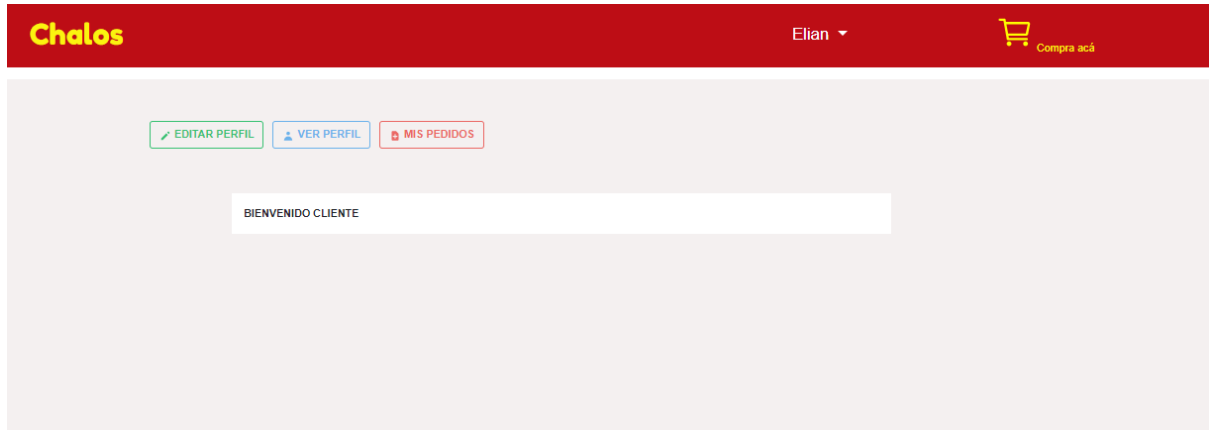 Chalos
Elian
Compra acá
EDITAR PERFIL
VER PERFIL
MIS PEDIDOS
BIENVENIDO CLIENTE